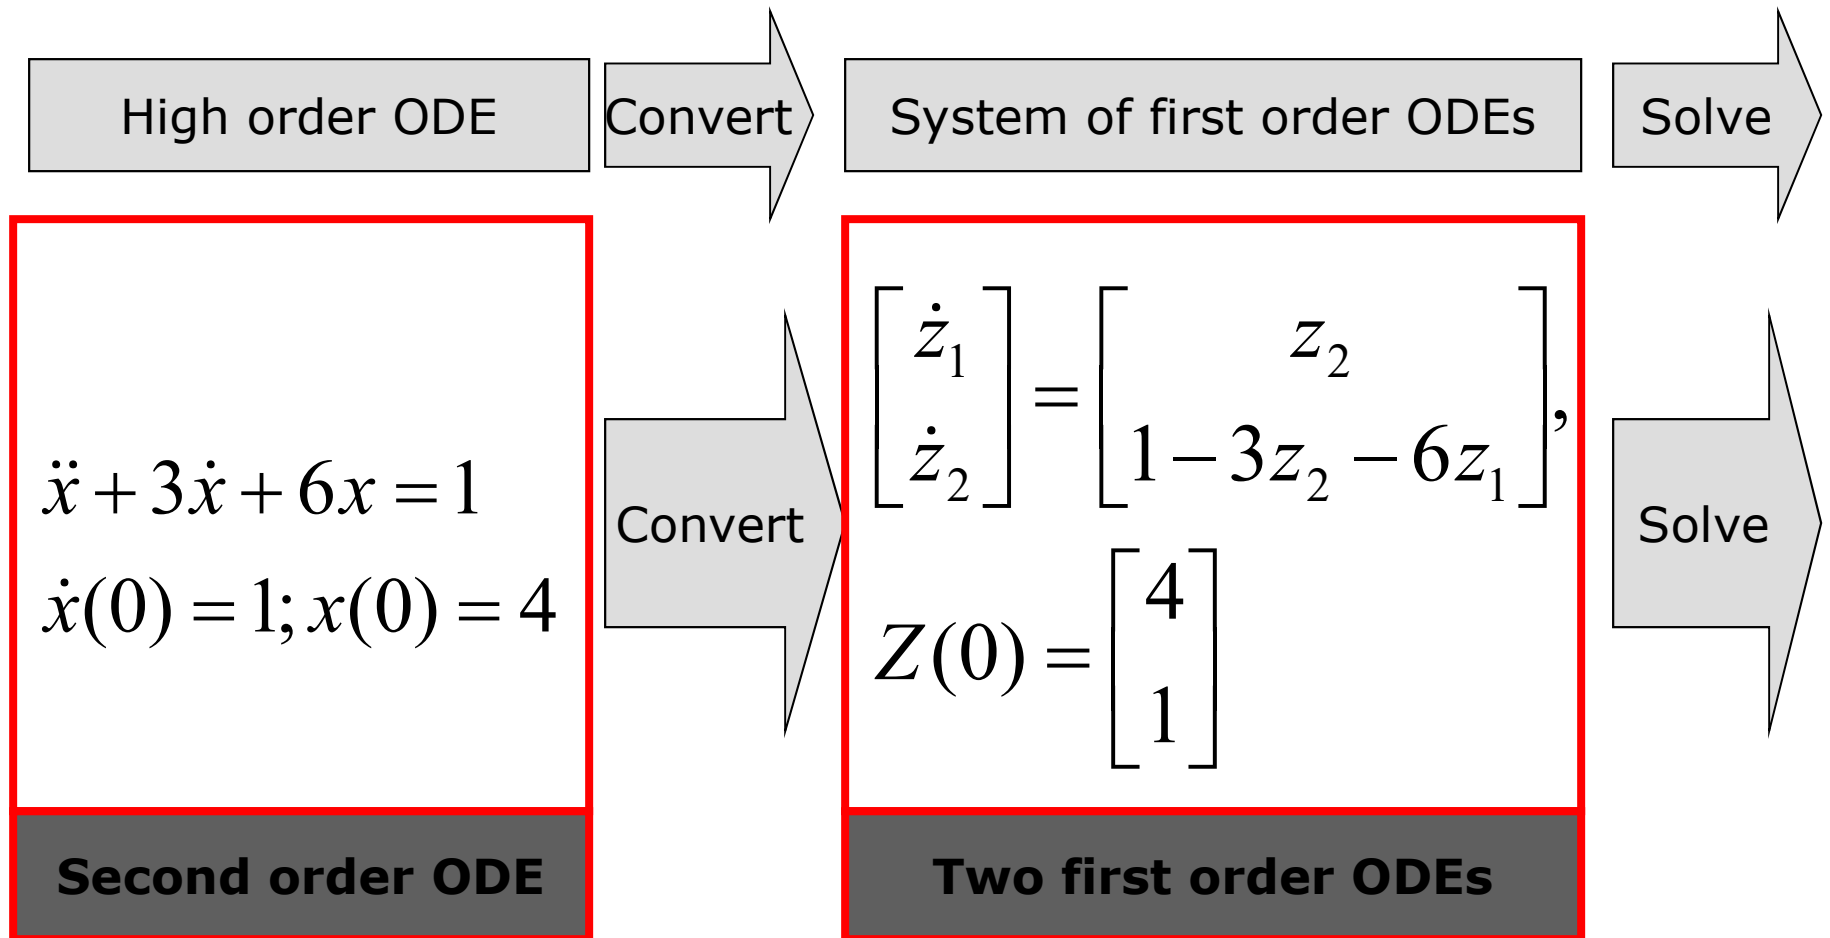 High order ODE
Convert
System of first order ODEs
Solve
ẍ + 3ẋ + 6x = 1
ẋ(0) = 1; x(0) = 4
Convert
[ż₁ ; ż₂] = [z₂ ; 1 − 3z₂ − 6z₁],
Z(0) = [4 ; 1]
Solve
Second order ODE
Two first order ODEs